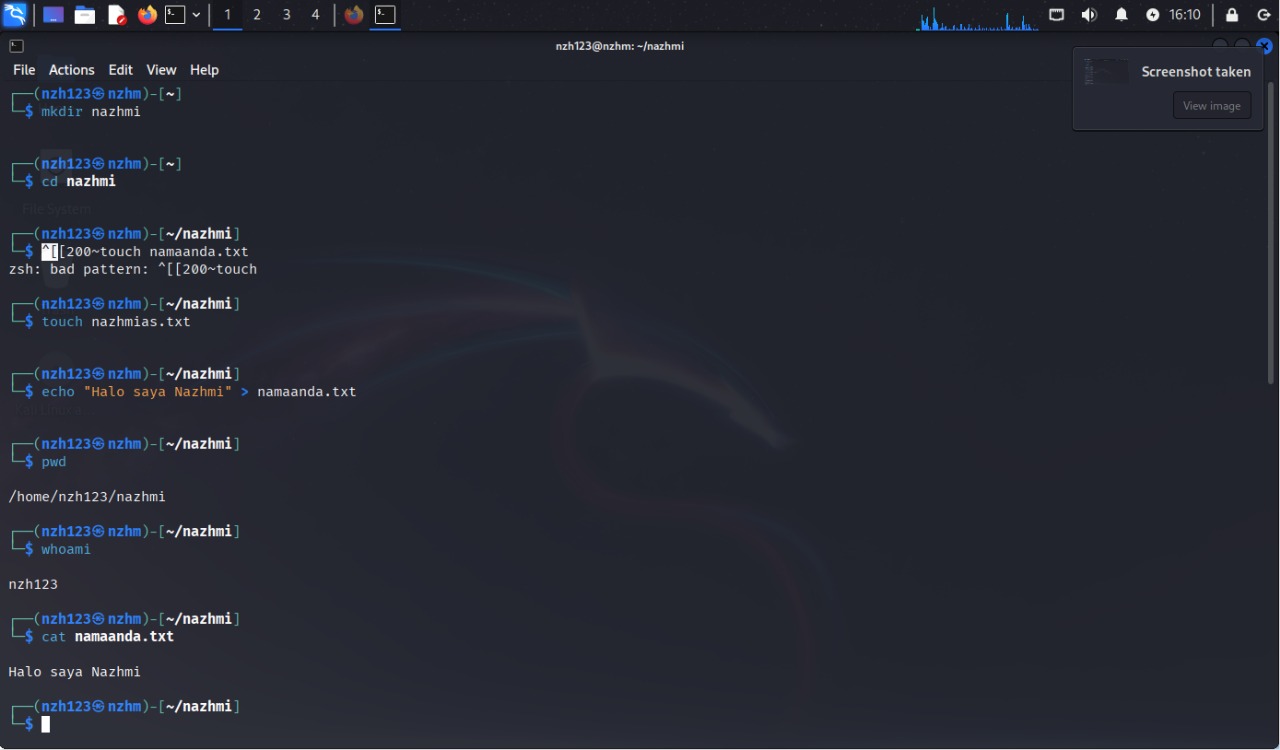 1 2 3 4 16:10
nzh123@nzhm: ~/nazhmi
File Actions Edit View Help
Screenshot taken
View image
┌──(nzh123㉿nzhm)-[~]
└─$ mkdir nazhmi
┌──(nzh123㉿nzhm)-[~]
└─$ cd nazhmi
File System
┌──(nzh123㉿nzhm)-[~/nazhmi]
└─$ ^[[200~touch namaanda.txt
zsh: bad pattern: ^[[200~touch
┌──(nzh123㉿nzhm)-[~/nazhmi]
└─$ touch nazhmias.txt
┌──(nzh123㉿nzhm)-[~/nazhmi]
└─$ echo "Halo saya Nazhmi" > namaanda.txt
┌──(nzh123㉿nzhm)-[~/nazhmi]
└─$ pwd
/home/nzh123/nazhmi
┌──(nzh123㉿nzhm)-[~/nazhmi]
└─$ whoami
nzh123
┌──(nzh123㉿nzhm)-[~/nazhmi]
└─$ cat namaanda.txt
Halo saya Nazhmi
┌──(nzh123㉿nzhm)-[~/nazhmi]
└─$